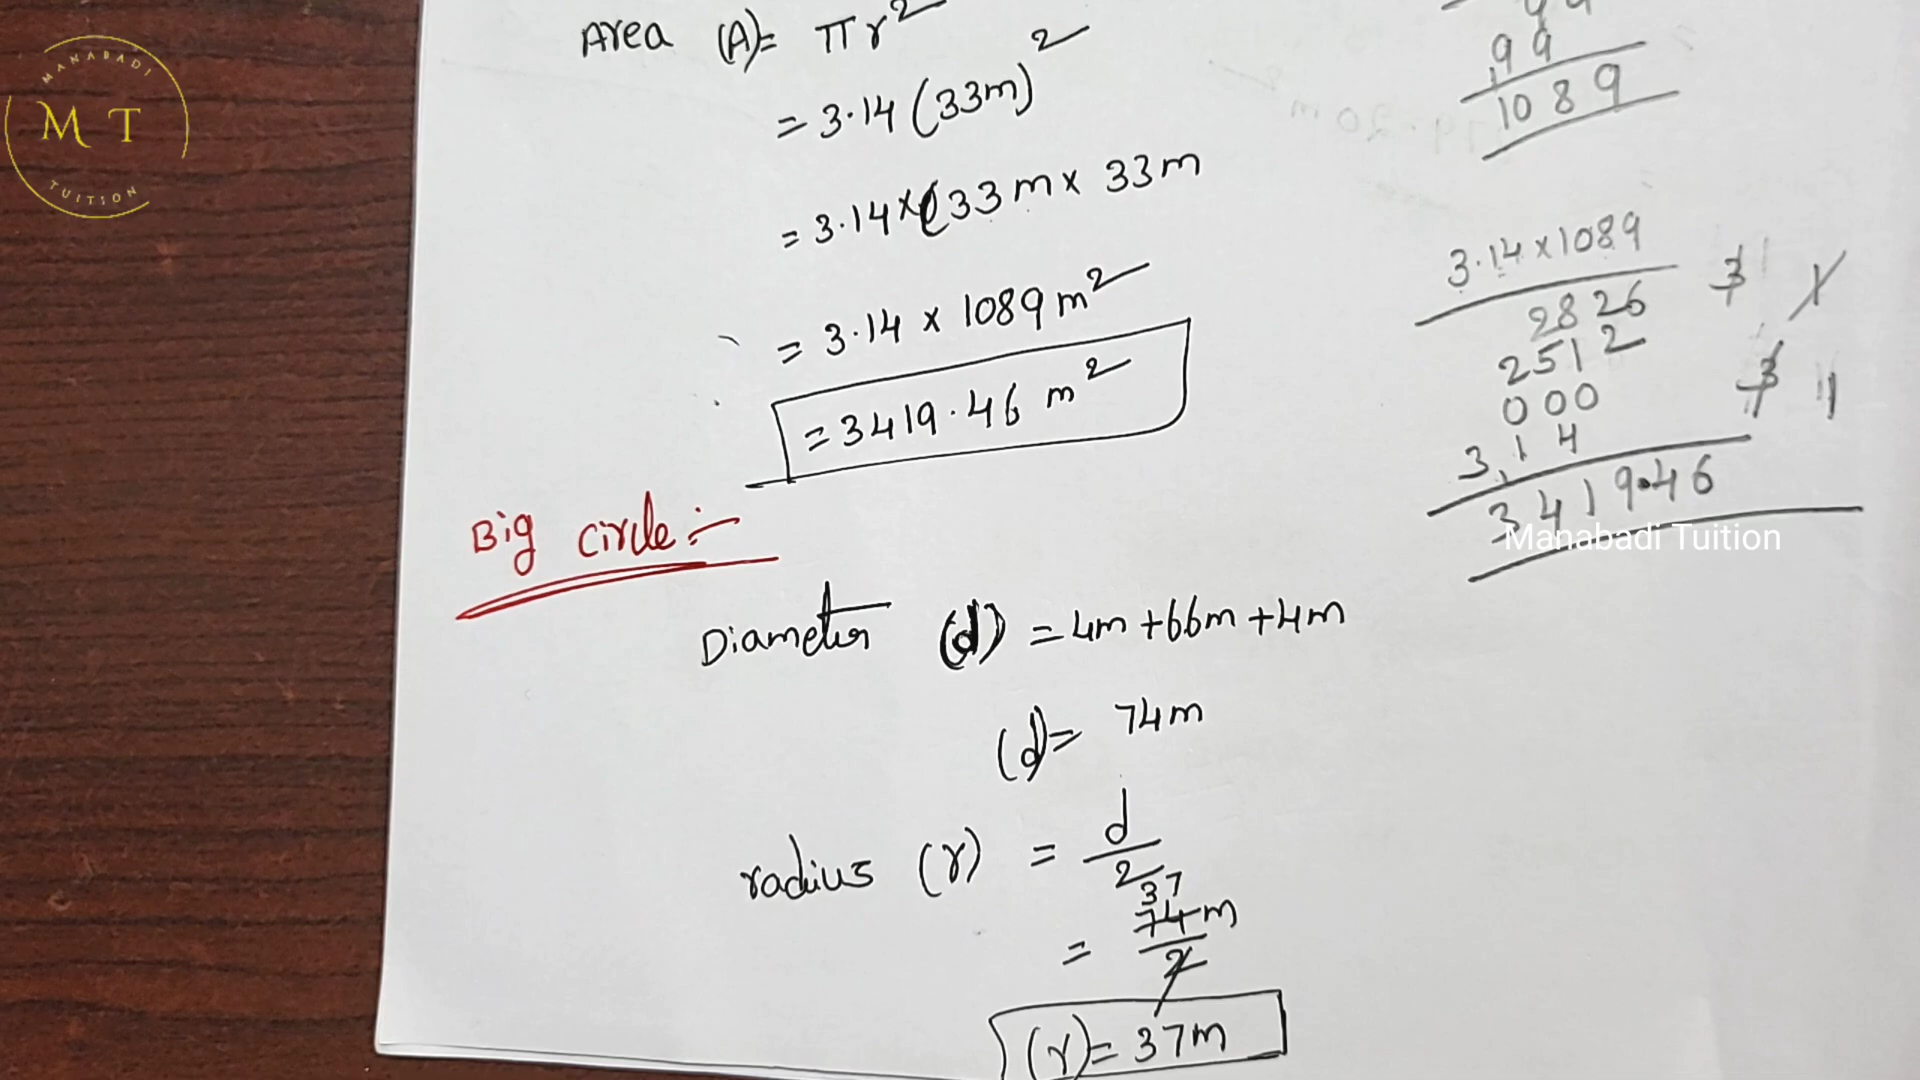 MANABADI
M T
TUITION
Area (A)= πr²
= 3.14 (33m)²
= 3.14 × (33m × 33m
= 3.14 × 1089 m²
= 3419.46 m²
99
1089
3.14 × 1089
2826
2512
000
314
3419.46
Manabadi Tuition
Big Circle:-
Diameter (d) = 4m + 66m + 4m
(d) = 74m
radius (r) = d/2
37
= 74m/2
(r) = 37m